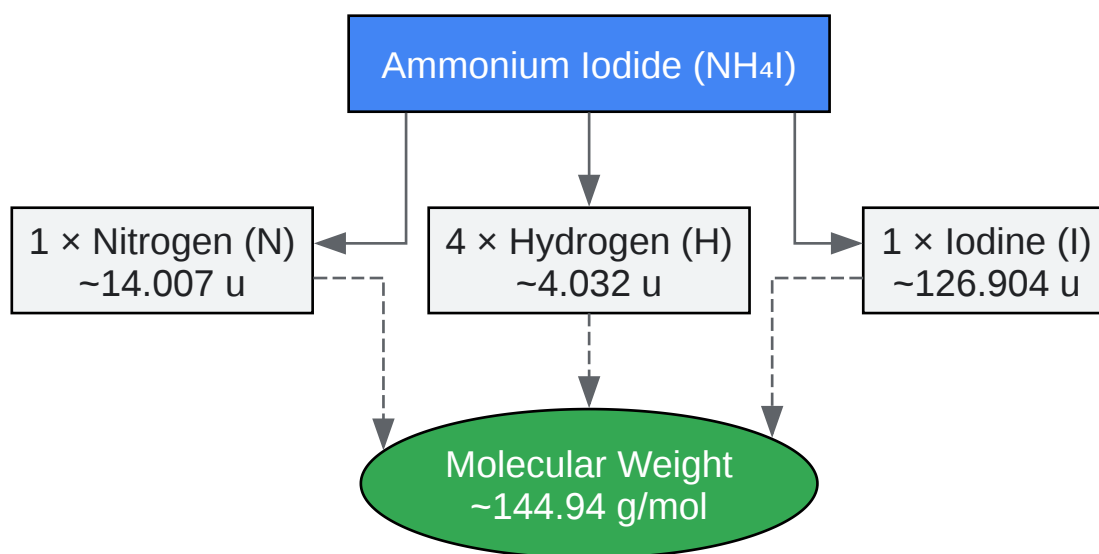 Ammonium Iodide (NH₄I)
1 × Nitrogen (N)
~14.007 u
4 × Hydrogen (H)
~4.032 u
1 × Iodine (I)
~126.904 u
Molecular Weight
~144.94 g/mol